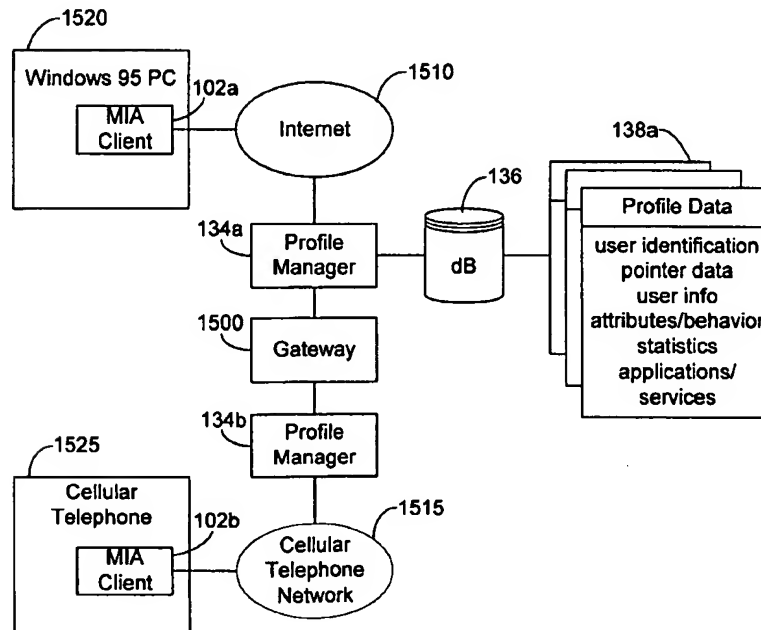 1520
Windows 95 PC
102a
MIA
Client
1510
Internet
138a
136
dB
Profile Data
user identification
pointer data
user info
attributes/behavior
statistics
applications/
services
134a
Profile
Manager
1500
Gateway
134b
Profile
Manager
1525
Cellular
Telephone
102b
MIA
Client
1515
Cellular
Telephone
Network